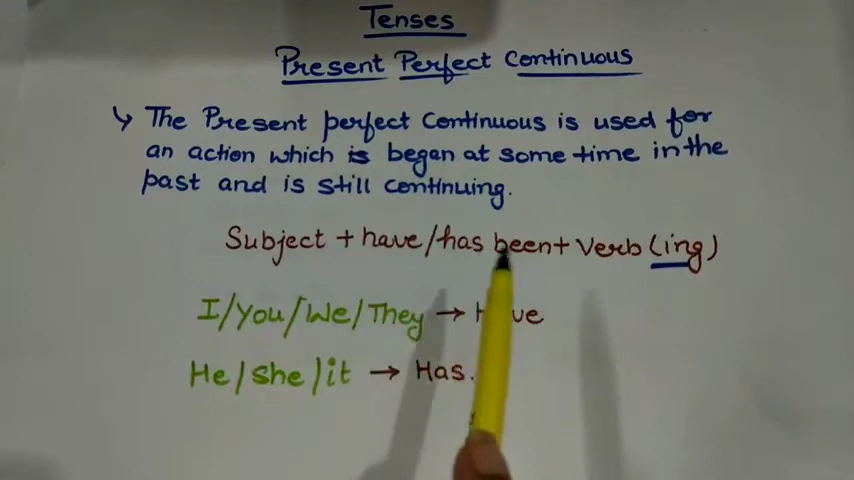 Tenses
Present Perfect Continuous
↳ The Present perfect continuous is used for
an action which is began at some time in the
past and is still continuing.
Subject + have/has been + Verb (ing)
I/You/We/They →
He/She/it → Has.